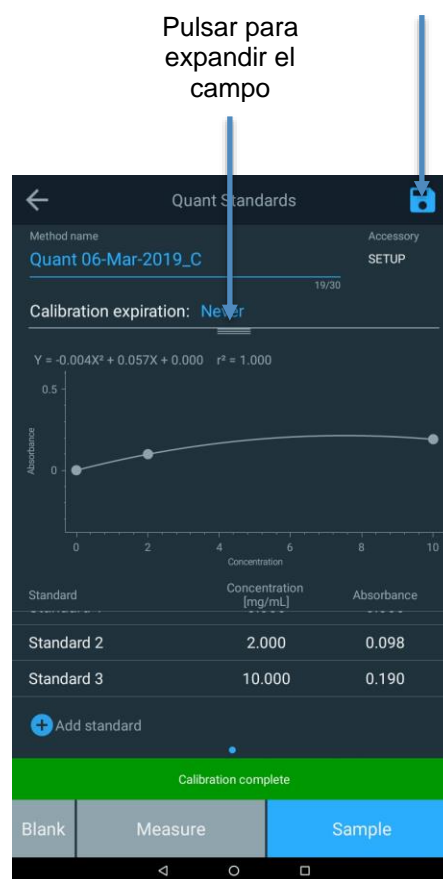 Pulsar para
expandir el
campo
Quant Standards
Method name
Accessory
Quant 06-Mar-2019_C
SETUP
19/30
Calibration expiration: Never
Y = -0.004X² + 0.057X + 0.000 r² = 1.000
0.5
Absorbance
0
0 2 4 6 8 10
Concentration
Standard Concentration [mg/mL] Absorbance
Standard 2 2.000 0.098
Standard 3 10.000 0.190
Add standard
Calibration complete
Blank Measure Sample